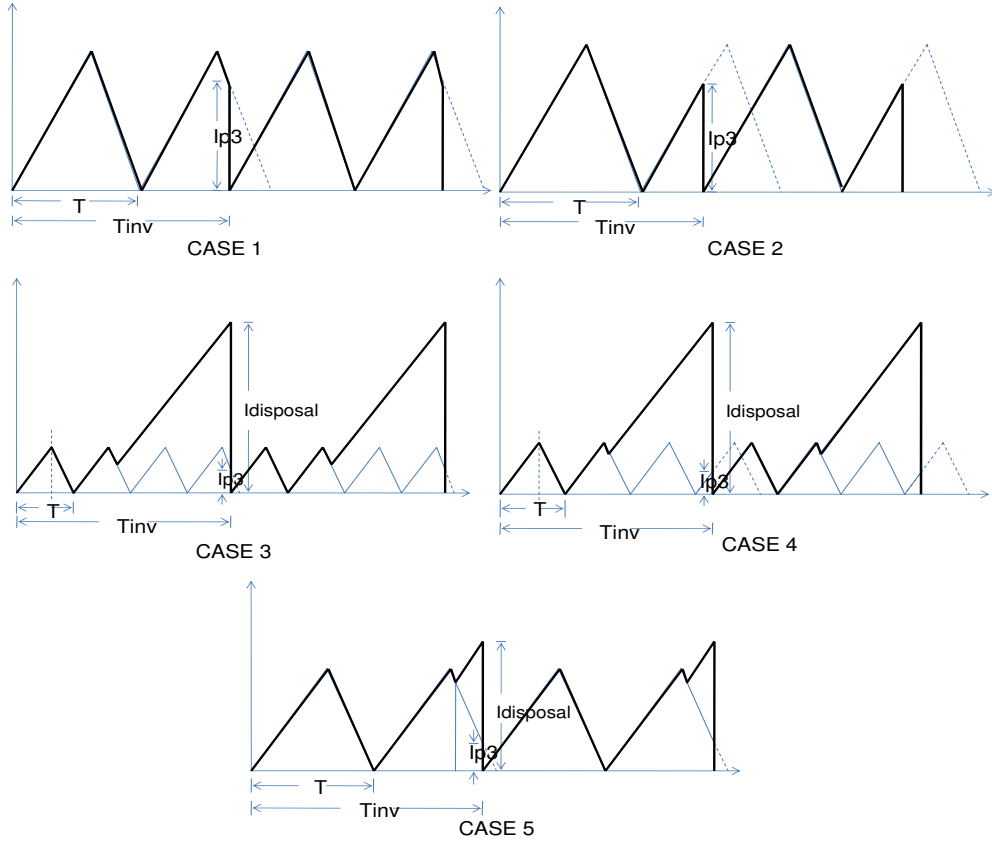 Ip3
T
Tinv
CASE 1
Ip3
T
Tinv
CASE 2
Idisposal
Ip3
T
Tinv
CASE 3
Idisposal
Ip3
T
Tinv
CASE 4
Idisposal
Ip3
T
Tinv
CASE 5